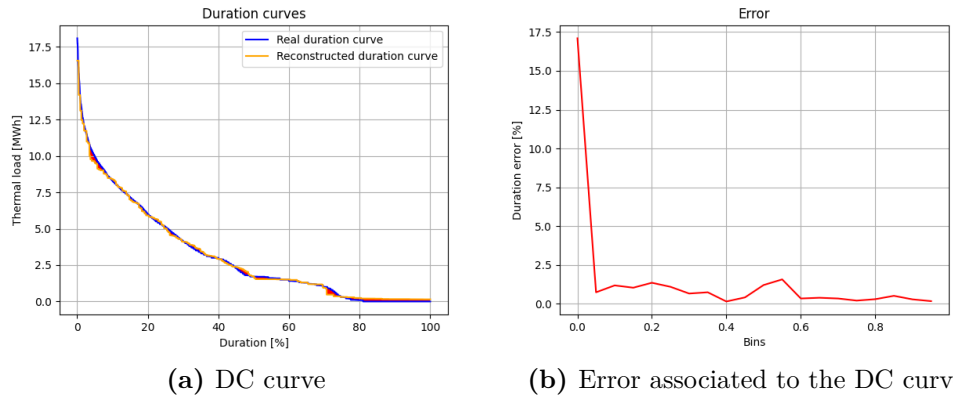 Duration curves
Real duration curve
Reconstructed duration curve
17.5
15.0
12.5
10.0
7.5
5.0
2.5
0.0
Thermal load [MWh]
0 20 40 60 80 100
Duration [%]
(a) DC curve
Error
17.5
15.0
12.5
10.0
7.5
5.0
2.5
0.0
Duration error [%]
0.0 0.2 0.4 0.6 0.8
Bins
(b) Error associated to the DC curv